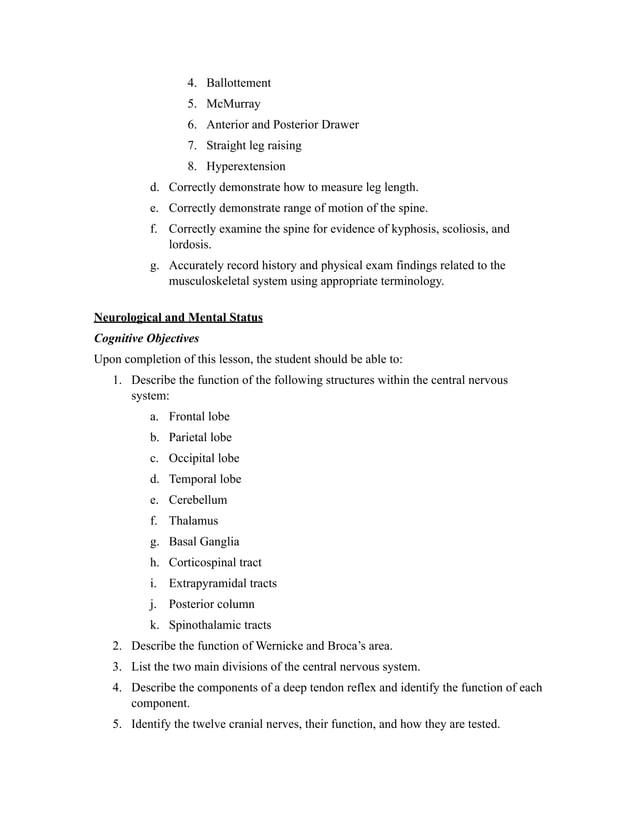 4. Ballottement
5. McMurray
6. Anterior and Posterior Drawer
7. Straight leg raising
8. Hyperextension
d. Correctly demonstrate how to measure leg length.
e. Correctly demonstrate range of motion of the spine.
f. Correctly examine the spine for evidence of kyphosis, scoliosis, and
lordosis.
g. Accurately record history and physical exam findings related to the
musculoskeletal system using appropriate terminology.
Neurological and Mental Status
Cognitive Objectives
Upon completion of this lesson, the student should be able to:
1. Describe the function of the following structures within the central nervous
system:
a. Frontal lobe
b. Parietal lobe
c. Occipital lobe
d. Temporal lobe
e. Cerebellum
f. Thalamus
g. Basal Ganglia
h. Corticospinal tract
i. Extrapyramidal tracts
j. Posterior column
k. Spinothalamic tracts
2. Describe the function of Wernicke and Broca’s area.
3. List the two main divisions of the central nervous system.
4. Describe the components of a deep tendon reflex and identify the function of each
component.
5. Identify the twelve cranial nerves, their function, and how they are tested.